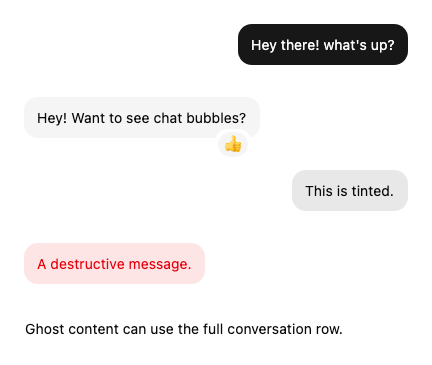 Hey there! what's up?
Hey! Want to see chat bubbles?
👍
This is tinted.
A destructive message.
Ghost content can use the full conversation row.